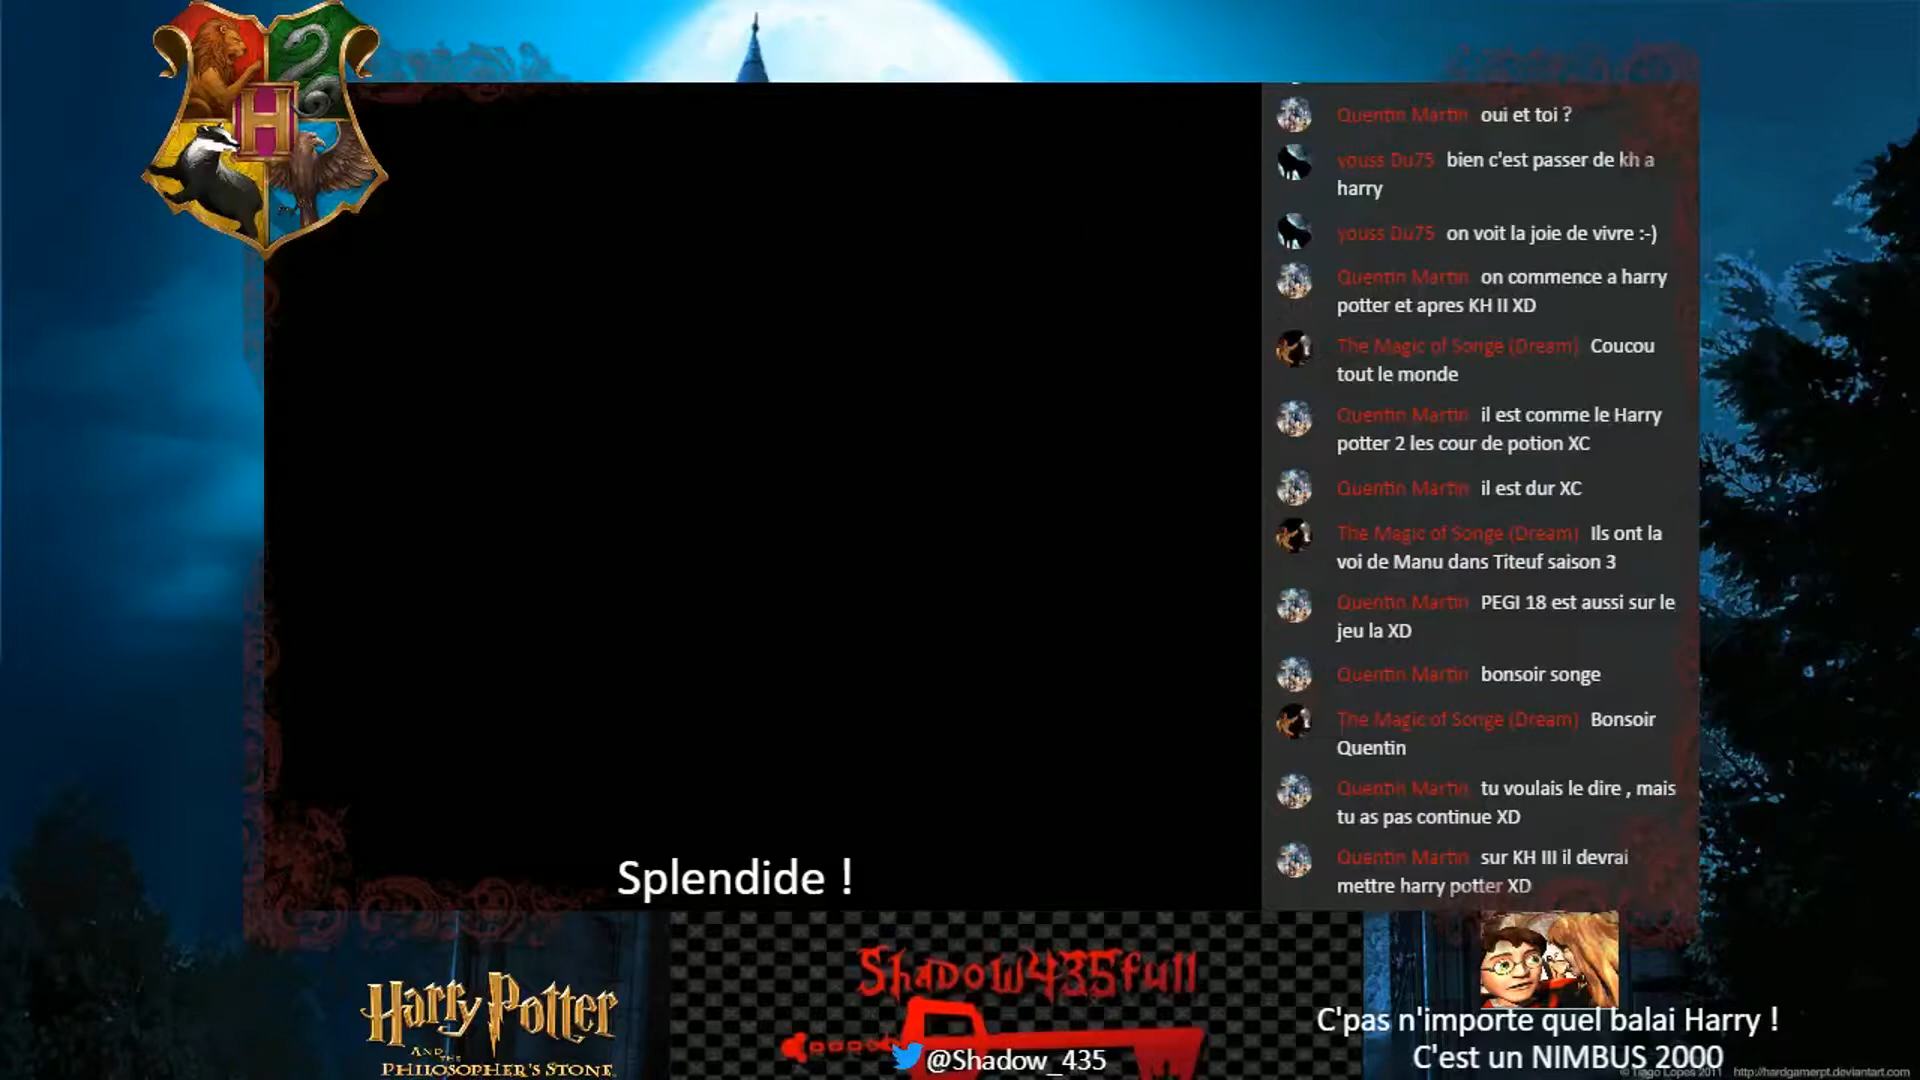 H
Quentin Martin oui et toi ?
youss Du75 bien c'est passer de kh a
harry
youss Du75 on voit la joie de vivre :-)
Quentin Martin on commence a harry
potter et apres KH II XD
The Magic of Songe (Dream) Coucou
tout le monde
Quentin Martin il est comme le Harry
potter 2 les cour de potion XC
Quentin Martin il est dur XC
The Magic of Songe (Dream) Ils ont la
voi de Manu dans Titeuf saison 3
Quentin Martin PEGI 18 est aussi sur le
jeu la XD
Quentin Martin bonsoir songe
The Magic of Songe (Dream) Bonsoir
Quentin
Quentin Martin tu voulais le dire , mais
tu as pas continue XD
Quentin Martin sur KH III il devrai
mettre harry potter XD
Splendide !
Harry Potter
AND THE
PHILOSOPHER'S STONE
Shadow435full
@Shadow_435
C'pas n'importe quel balai Harry !
C'est un NIMBUS 2000
© Tiago Lopes 2011 http://hardgamerpt.deviantart.com